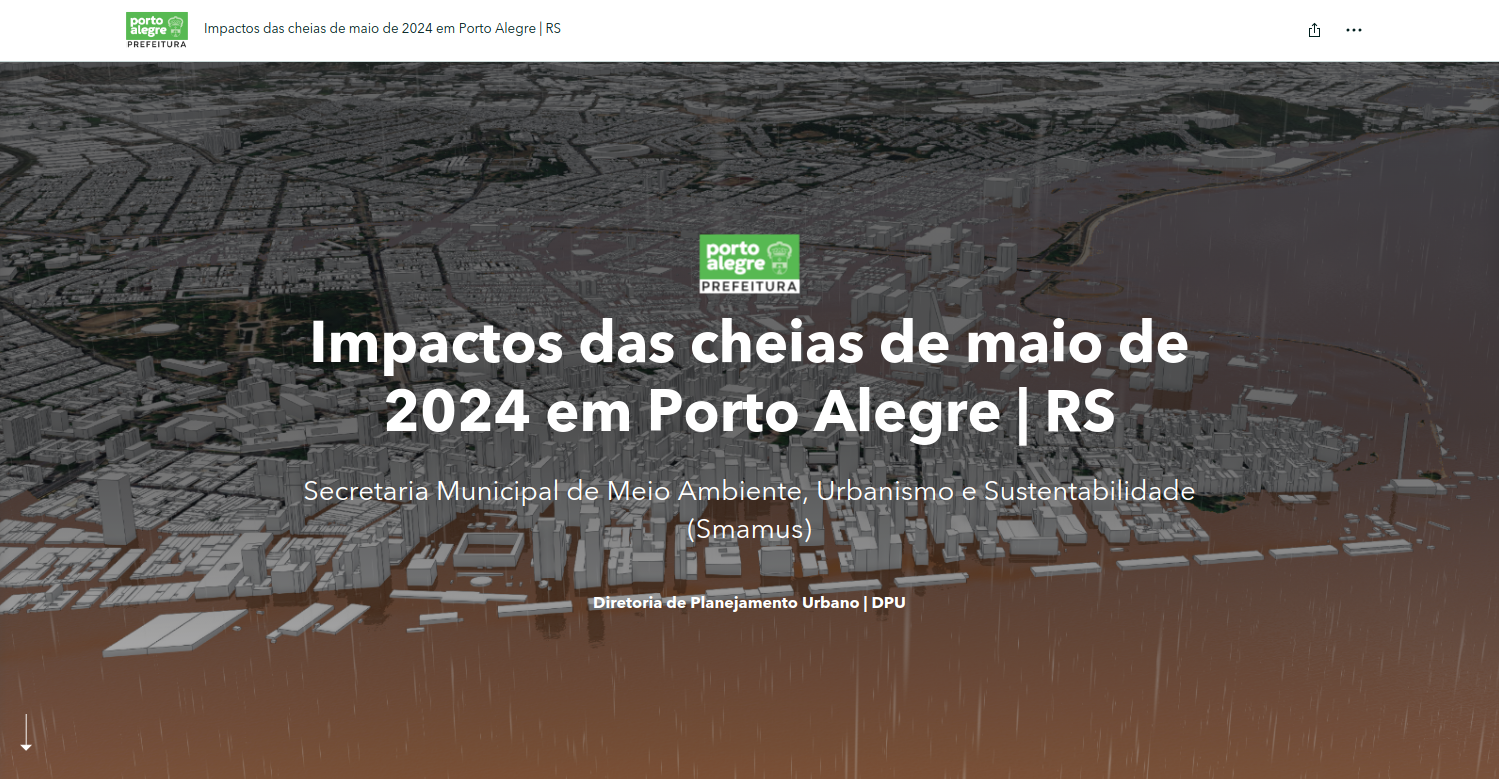 porto
alegre
PREFEITURA
Impactos das cheias de maio de 2024 em Porto Alegre | RS
porto
alegre
PREFEITURA
Impactos das cheias de maio de
2024 em Porto Alegre | RS
Secretaria Municipal de Meio Ambiente, Urbanismo e Sustentabilidade
(Smamus)
Diretoria de Planejamento Urbano | DPU